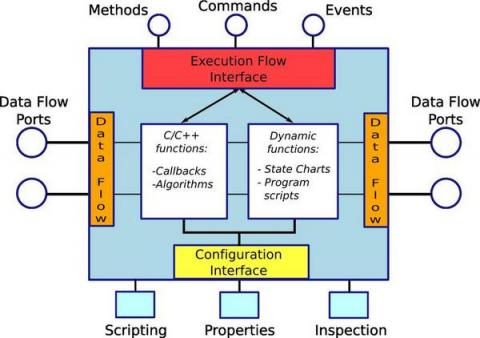 Methods
Commands
Events
Execution Flow
Interface
Data Flow
Ports
Data Flow
Ports
Data Flow
C/C++
functions:
-Callbacks
-Algorithms
Dynamic
functions:
- State Charts
- Program
scripts
Data Flow
Configuration
Interface
Scripting
Properties
Inspection